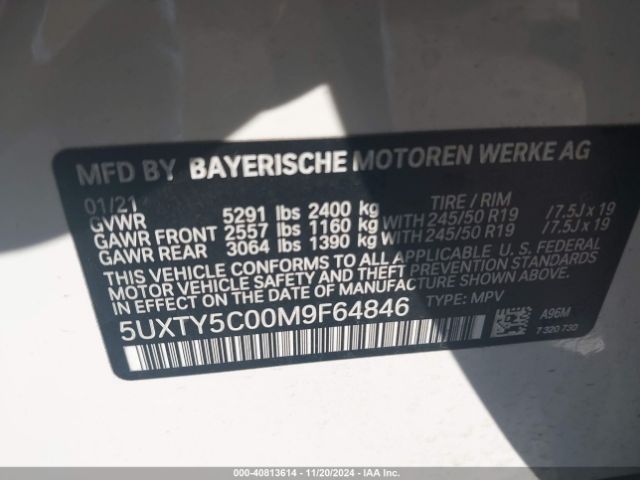 MFD BY BAYERISCHE MOTOREN WERKE AG
01/21 TIRE / RIM
GVWR 5291 lbs 2400 kg
GAWR FRONT 2557 lbs 1160 kg WITH 245/50 R19 /7.5J x 19
GAWR REAR 3064 lbs 1390 kg WITH 245/50 R19 /7.5J x 19
THIS VEHICLE CONFORMS TO ALL APPLICABLE U. S. FEDERAL
MOTOR VEHICLE SAFETY AND THEFT PREVENTION STANDARDS
IN EFFECT ON THE DATE OF MANUFACTURE SHOWN ABOVE.
5UXTY5C00M9F64846 TYPE: MPV
A96M
7 320 730
000-40813614 - 11/20/2024 - IAAI.COM